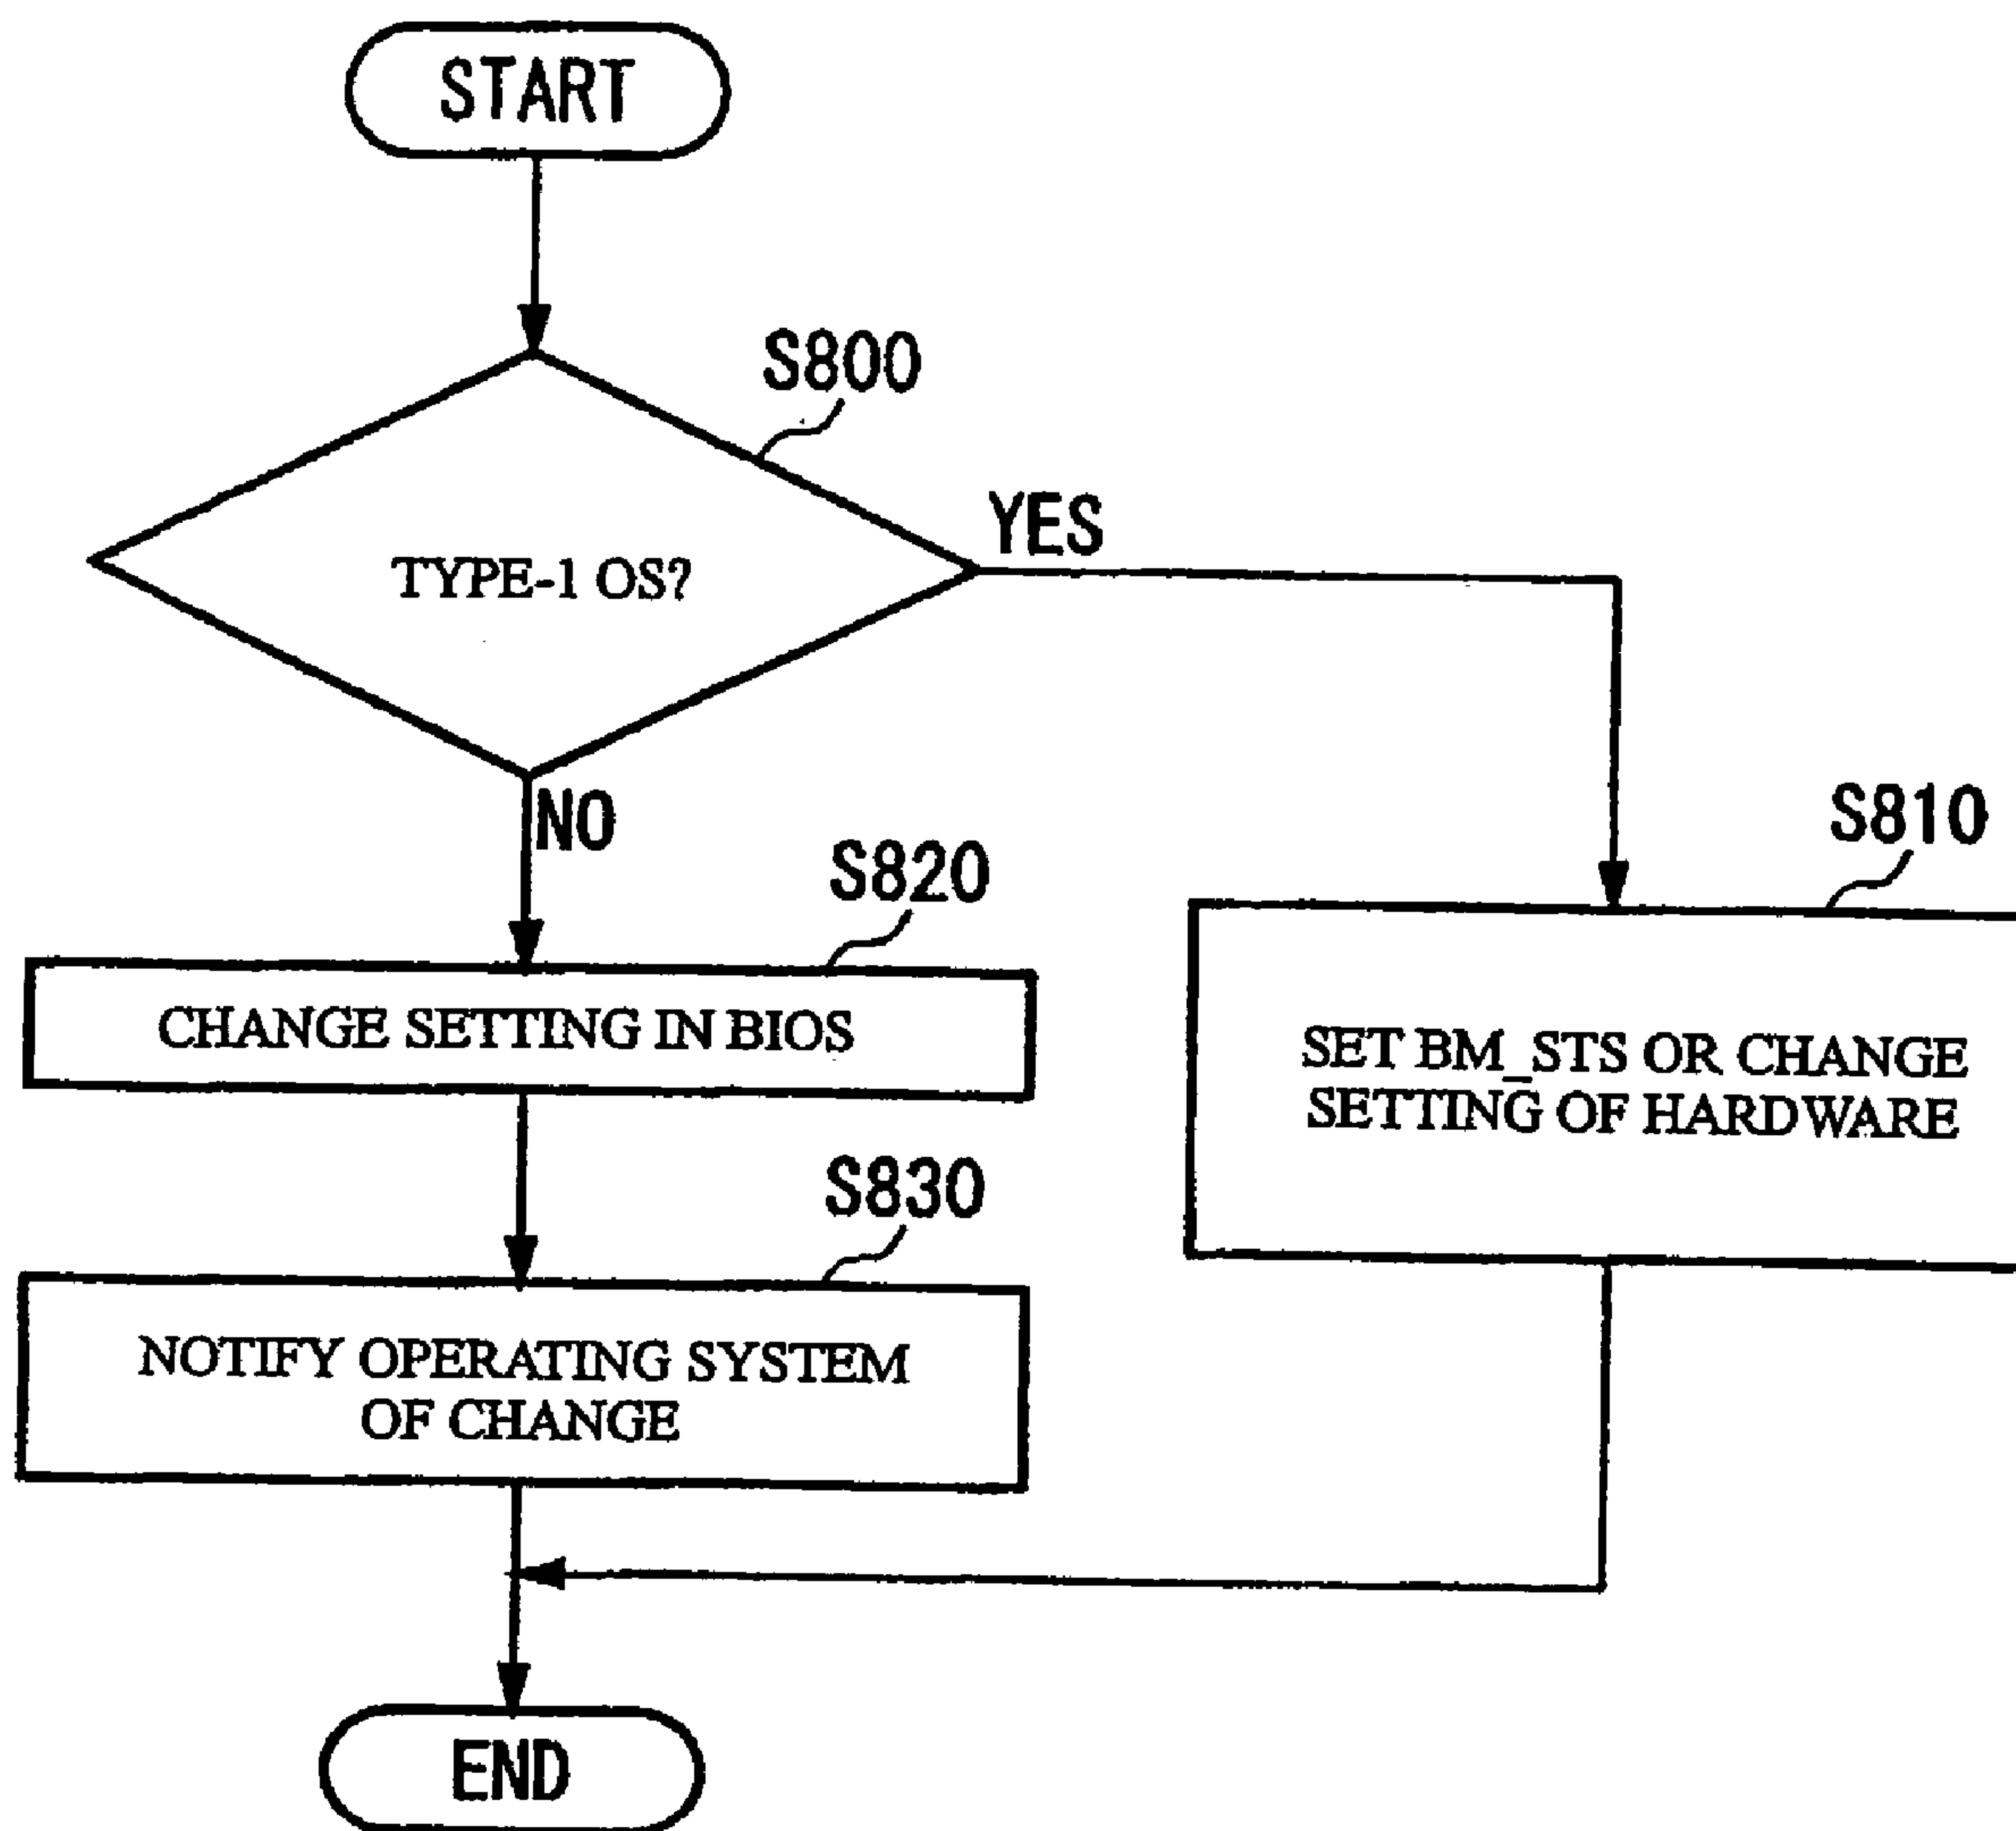 START
S800
TYPE-1 OS?
YES
NO
S810
SET BM_STS OR CHANGE
SETTING OF HARDWARE
S820
CHANGE SETTING IN BIOS
S830
NOTIFY OPERATING SYSTEM
OF CHANGE
END